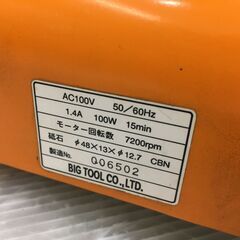 AC100V 50/60Hz
1.4A 100W 15min
モーター回転数 7200rpm
砥石 φ48×13×φ12.7 CBN
製造No. Q06502
BIG TOOL CO.,LTD.